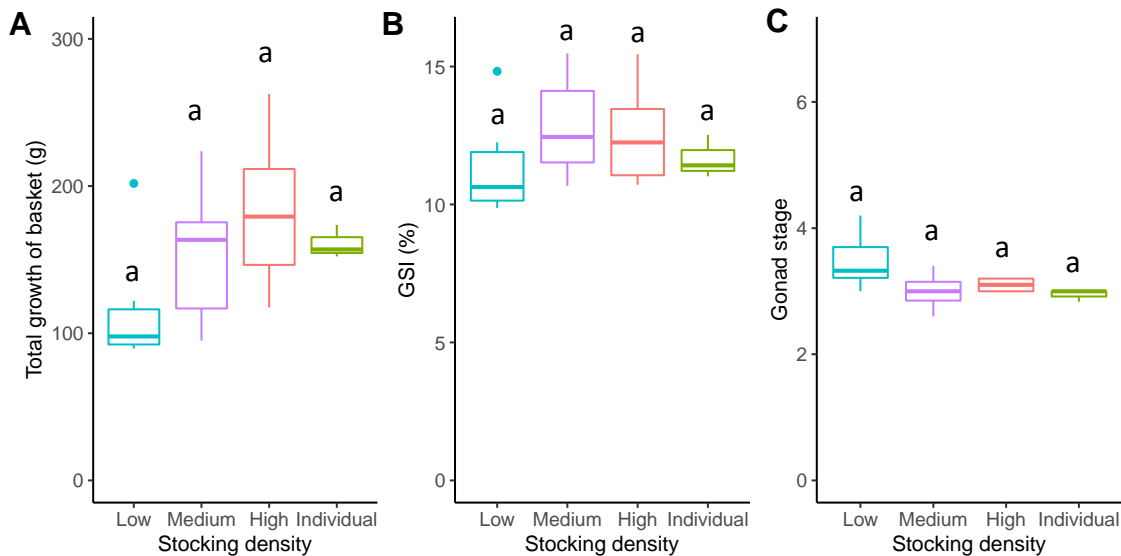 A
Total growth of basket (g)
300
200
100
0
a
a
a
a
Low Medium High Individual
Stocking density
B
GSI (%)
15
10
5
0
a
a
a
a
Low Medium High Individual
Stocking density
C
Gonad stage
6
4
2
0
a
a
a
a
Low Medium High Individual
Stocking density